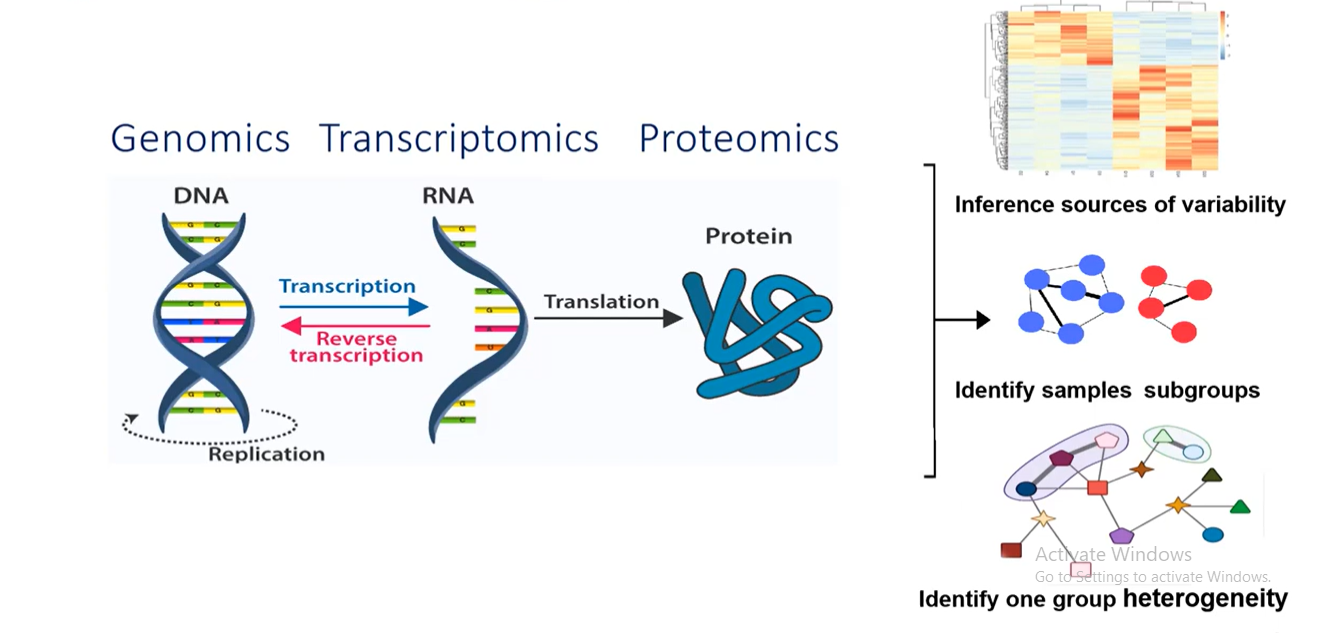 Genomics Transcriptomics Proteomics
DNA
RNA
Protein
Transcription
Reverse
transcription
Translation
Replication
G C
C G
G C
C G
T A
A T
G C
C G
G
C
C
G
A
U
G
C
Inference sources of variability
Identify samples subgroups
Activate Windows
Go to Settings to activate Windows.
Identify one group heterogeneity